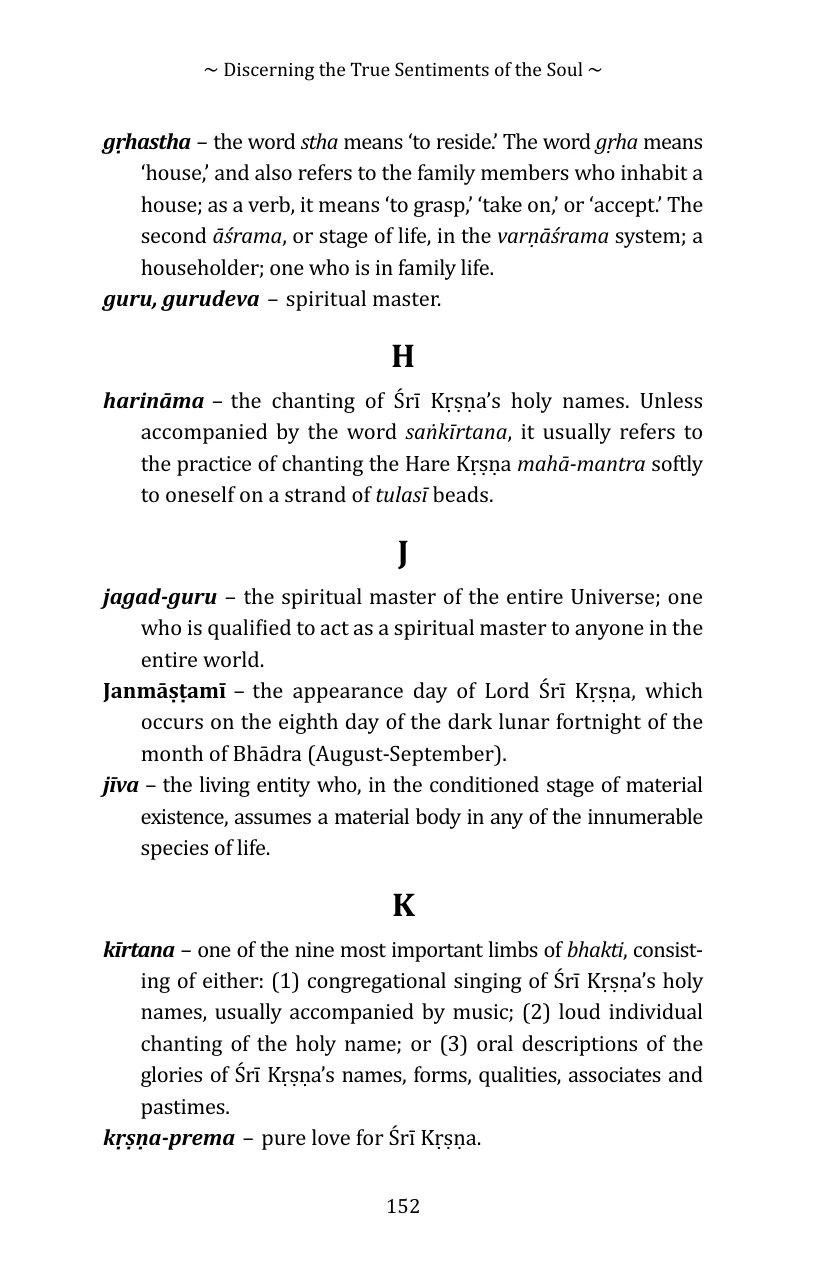 ~ Discerning the True Sentiments of the Soul ~
gṛhastha – the word stha means ‘to reside.’ The word gṛha means
‘house,’ and also refers to the family members who inhabit a
house; as a verb, it means ‘to grasp,’ ‘take on,’ or ‘accept.’ The
second āśrama, or stage of life, in the varṇāśrama system; a
householder; one who is in family life.
guru, gurudeva – spiritual master.
H
harināma – the chanting of Śrī Kṛṣṇa’s holy names. Unless
accompanied by the word saṅkīrtana, it usually refers to
the practice of chanting the Hare Kṛṣṇa mahā-mantra softly
to oneself on a strand of tulasī beads.
J
jagad-guru – the spiritual master of the entire Universe; one
who is qualified to act as a spiritual master to anyone in the
entire world.
Janmāṣṭamī – the appearance day of Lord Śrī Kṛṣṇa, which
occurs on the eighth day of the dark lunar fortnight of the
month of Bhādra (August-September).
jīva – the living entity who, in the conditioned stage of material
existence, assumes a material body in any of the innumerable
species of life.
K
kīrtana – one of the nine most important limbs of bhakti, consist-
ing of either: (1) congregational singing of Śrī Kṛṣṇa’s holy
names, usually accompanied by music; (2) loud individual
chanting of the holy name; or (3) oral descriptions of the
glories of Śrī Kṛṣṇa’s names, forms, qualities, associates and
pastimes.
kṛṣṇa-prema – pure love for Śrī Kṛṣṇa.
152